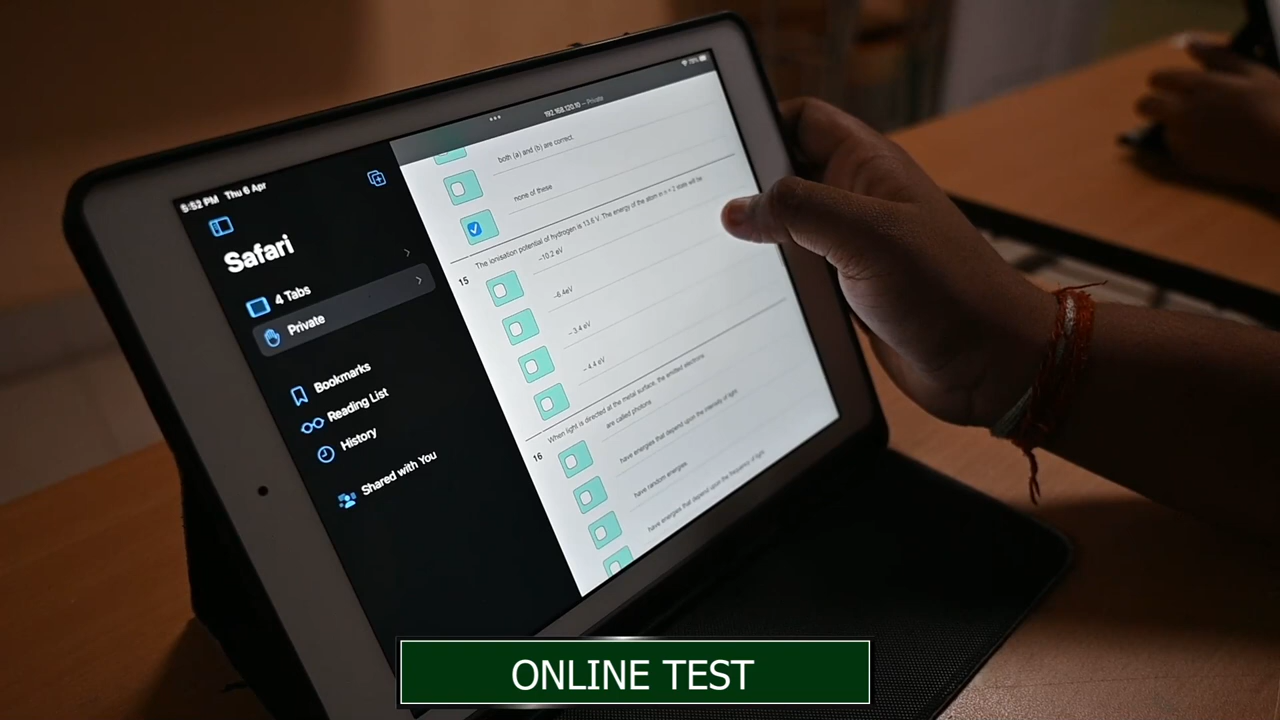 5:52 PM Thu 6 Apr
Safari
4 Tabs
Private
Bookmarks
Reading List
History
Shared with You
192.168.120.10 — Private
both (a) and (b) are correct.
none of these
15 The ionisation potential of hydrogen is 13.6 V. The energy of the atom in n = 2 state will be
–10.2 eV
–6.4eV
– 3.4 eV
– 4.4 eV
16 When light is directed at the metal surface, the emitted electrons
are called photons
have energies that depend upon the intensity of light
have random energies
have energies that depend upon the frequency of light
ONLINE TEST